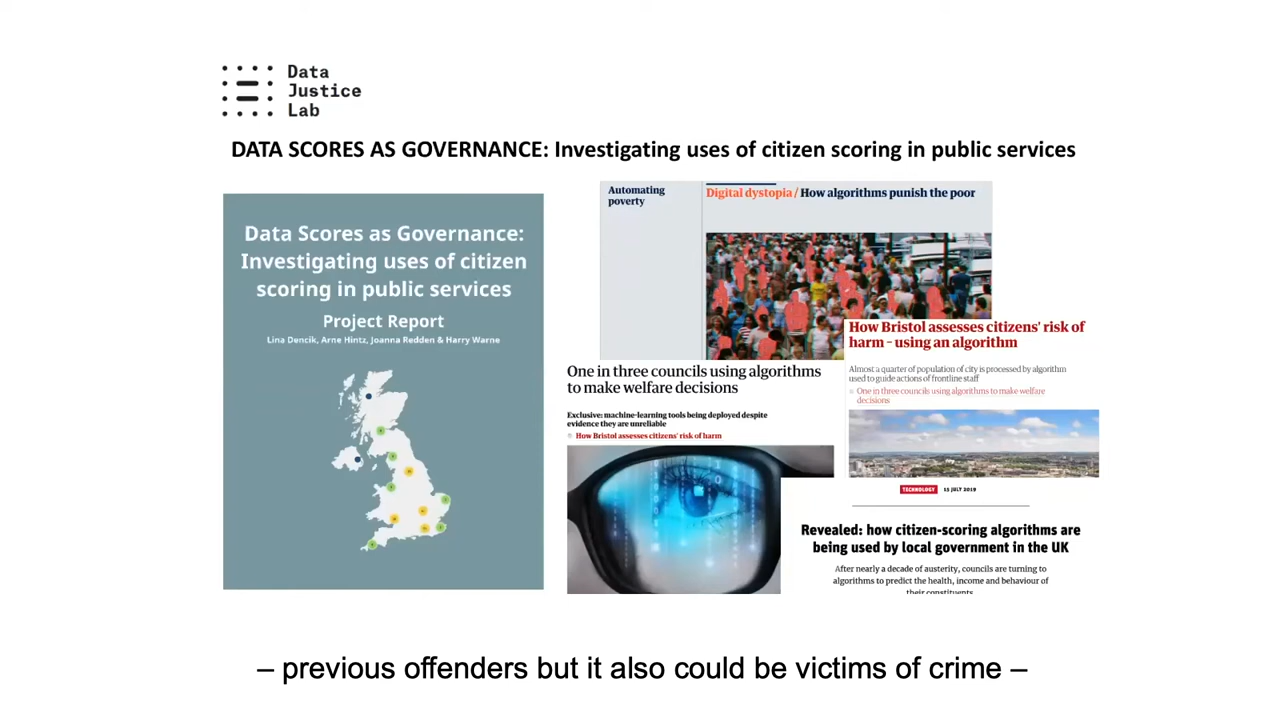 Data
Justice
Lab
DATA SCORES AS GOVERNANCE: Investigating uses of citizen scoring in public services
Data Scores as Governance:
Investigating uses of citizen
scoring in public services
Project Report
Lina Dencik, Arne Hintz, Joanna Redden & Harry Warne
Automating
poverty
Digital dystopia / How algorithms punish the poor
How Bristol assesses citizens' risk of
harm – using an algorithm
Almost a quarter of population of city is processed by algorithm
used to guide actions of frontline staff
One in three councils using algorithms to make welfare
decisions
One in three councils using algorithms
to make welfare decisions
Exclusive: machine-learning tools being deployed despite
evidence they are unreliable
How Bristol assesses citizens' risk of harm
TECHNOLOGY 15 JULY 2019
Revealed: how citizen-scoring algorithms are
being used by local government in the UK
After nearly a decade of austerity, councils are turning to
algorithms to predict the health, income and behaviour of
their constituents
– previous offenders but it also could be victims of crime –